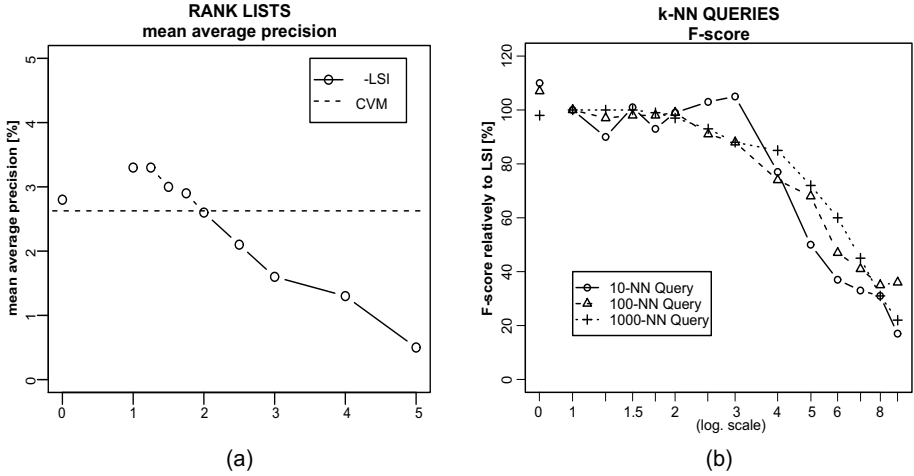 RANK LISTS
mean average precision
mean average precision [%]
5
4
3
2
1
0
-LSI
CVM
0 1 2 3 4 5
(a)
k-NN QUERIES
F-score
F-score relatively to LSI [%]
120
100
80
60
40
20
0
10-NN Query
100-NN Query
1000-NN Query
0 1 1.5 2 3 4 5 6 8
(log. scale)
(b)